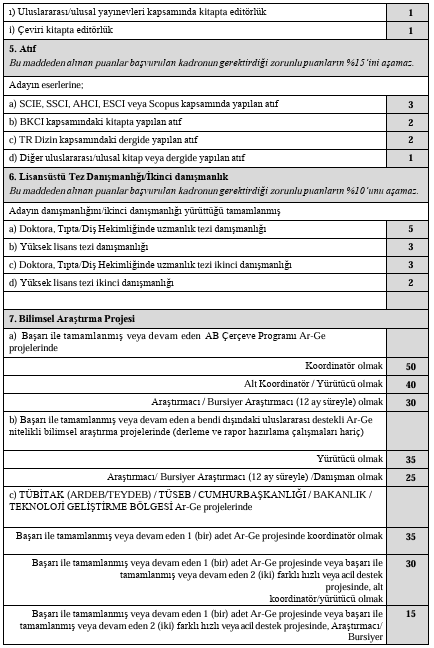 ı) Uluslararası/ulusal yayınevleri kapsamında kitapta editörlük 1
i) Çeviri kitapta editörlük 1
5. Atıf
Bu maddeden alınan puanlar başvurulan kadronun gerektirdiği zorunlu puanların %15'ini aşamaz.
Adayın eserlerine;
a) SCIE, SSCI, AHCI, ESCI veya Scopus kapsamında yapılan atıf 3
b) BKCI kapsamındaki kitapta yapılan atıf 2
c) TR Dizin kapsamındaki dergide yapılan atıf 2
d) Diğer uluslararası/ulusal kitap veya dergide yapılan atıf 1
6. Lisansüstü Tez Danışmanlığı/İkinci danışmanlık
Bu maddeden alınan puanlar başvurulan kadronun gerektirdiği zorunlu puanların %10'unu aşamaz.
Adayın danışmanlığını/ikinci danışmanlığı yürüttüğü tamamlanmış
a) Doktora, Tıpta/Diş Hekimliğinde uzmanlık tezi danışmanlığı 5
b) Yüksek lisans tezi danışmanlığı 3
c) Doktora, Tıpta/Diş Hekimliğinde uzmanlık tezi ikinci danışmanlığı 3
d) Yüksek lisans tezi ikinci danışmanlığı 2
7. Bilimsel Araştırma Projesi
a) Başarı ile tamamlanmış veya devam eden AB Çerçeve Programı Ar-Ge
projelerinde
Koordinatör olmak 50
Alt Koordinatör / Yürütücü olmak 40
Araştırmacı / Bursiyer Araştırmacı (12 ay süreyle) olmak 30
b) Başarı ile tamamlanmış veya devam eden a bendi dışındaki uluslararası destekli Ar-Ge
nitelikli bilimsel araştırma projelerinde (derleme ve rapor hazırlama çalışmaları hariç)
Yürütücü olmak 35
Araştırmacı/ Bursiyer Araştırmacı (12 ay süreyle) /Danışman olmak 25
c) TÜBİTAK (ARDEB/TEYDEB) / TÜSEB / CUMHURBAŞKANLIĞI / BAKANLIK /
TEKNOLOJİ GELİŞTİRME BÖLGESİ Ar-Ge projelerinde
Başarı ile tamamlanmış veya devam eden 1 (bir) adet Ar-Ge projesinde koordinatör olmak 35
Başarı ile tamamlanmış veya devam eden 1 (bir) adet Ar-Ge projesinde veya başarı ile 30
tamamlanmış veya devam eden 2 (iki) farklı hızlı veya acil destek
projesinde, alt
koordinatör/yürütücü olmak
Başarı ile tamamlanmış veya devam eden 1 (bir) adet Ar-Ge projesinde veya başarı ile 15
tamamlanmış veya devam eden 2 (iki) farklı hızlı veya acil destek projesinde, Araştırmacı/
Bursiyer